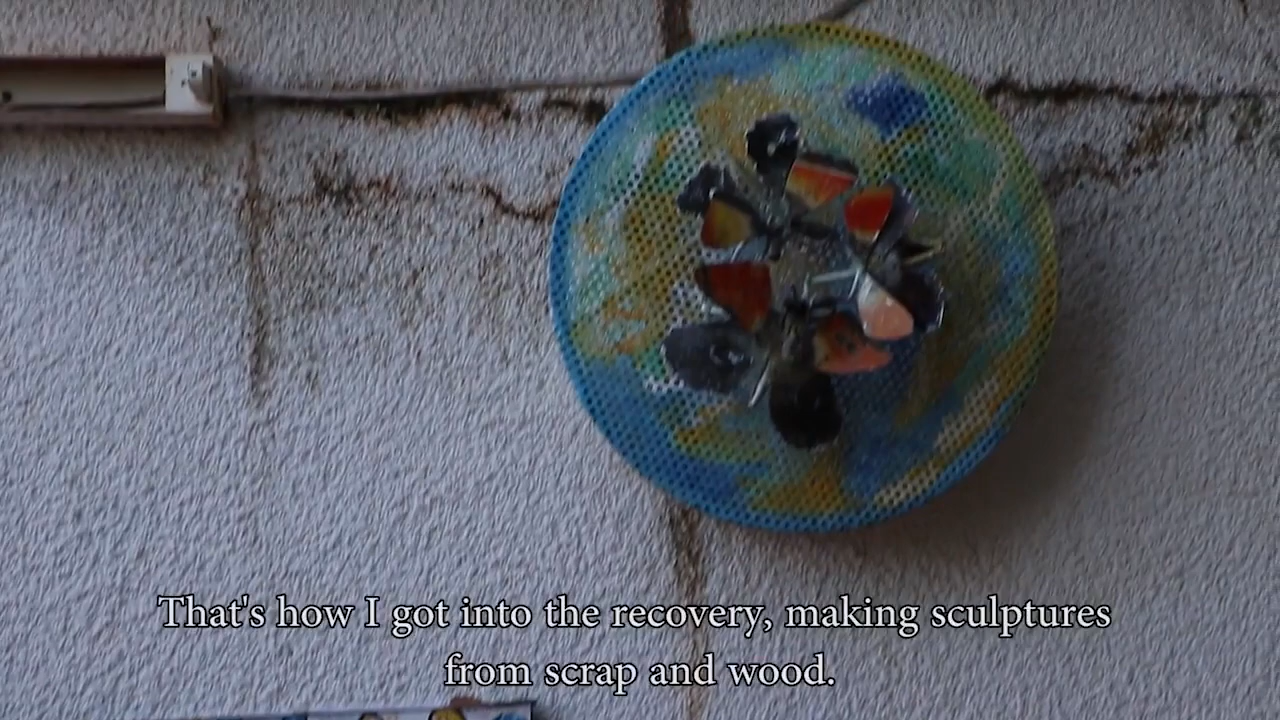 That's how I got into the recovery, making sculptures
from scrap and wood.